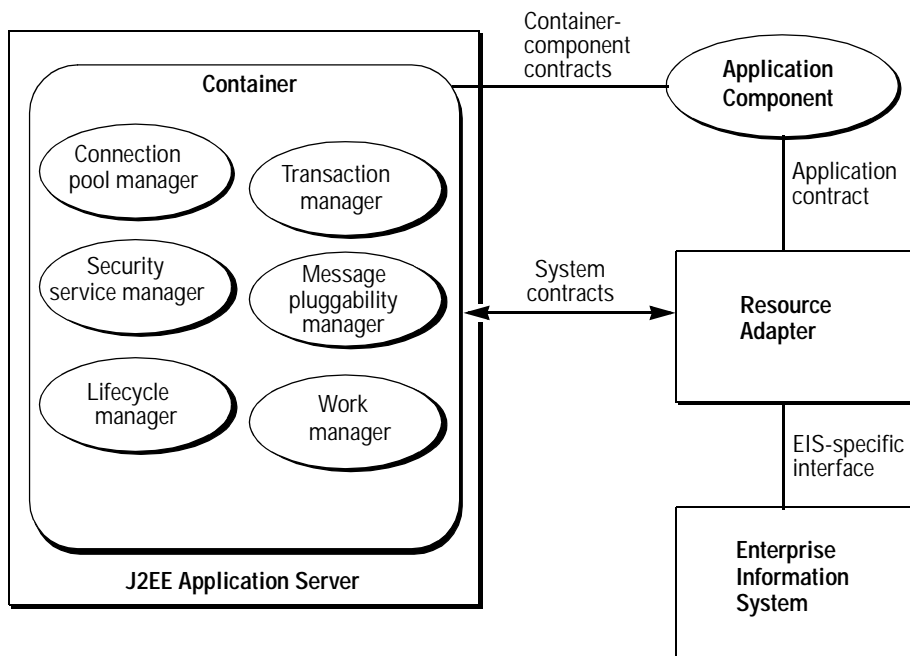 Container-
component
contracts
Application
Component
Container
Connection
pool manager
Transaction
manager
Application
contract
Security
service manager
Message
pluggability
manager
System
contracts
Resource
Adapter
Lifecycle
manager
Work
manager
EIS-specific
interface
J2EE Application Server
Enterprise
Information
System